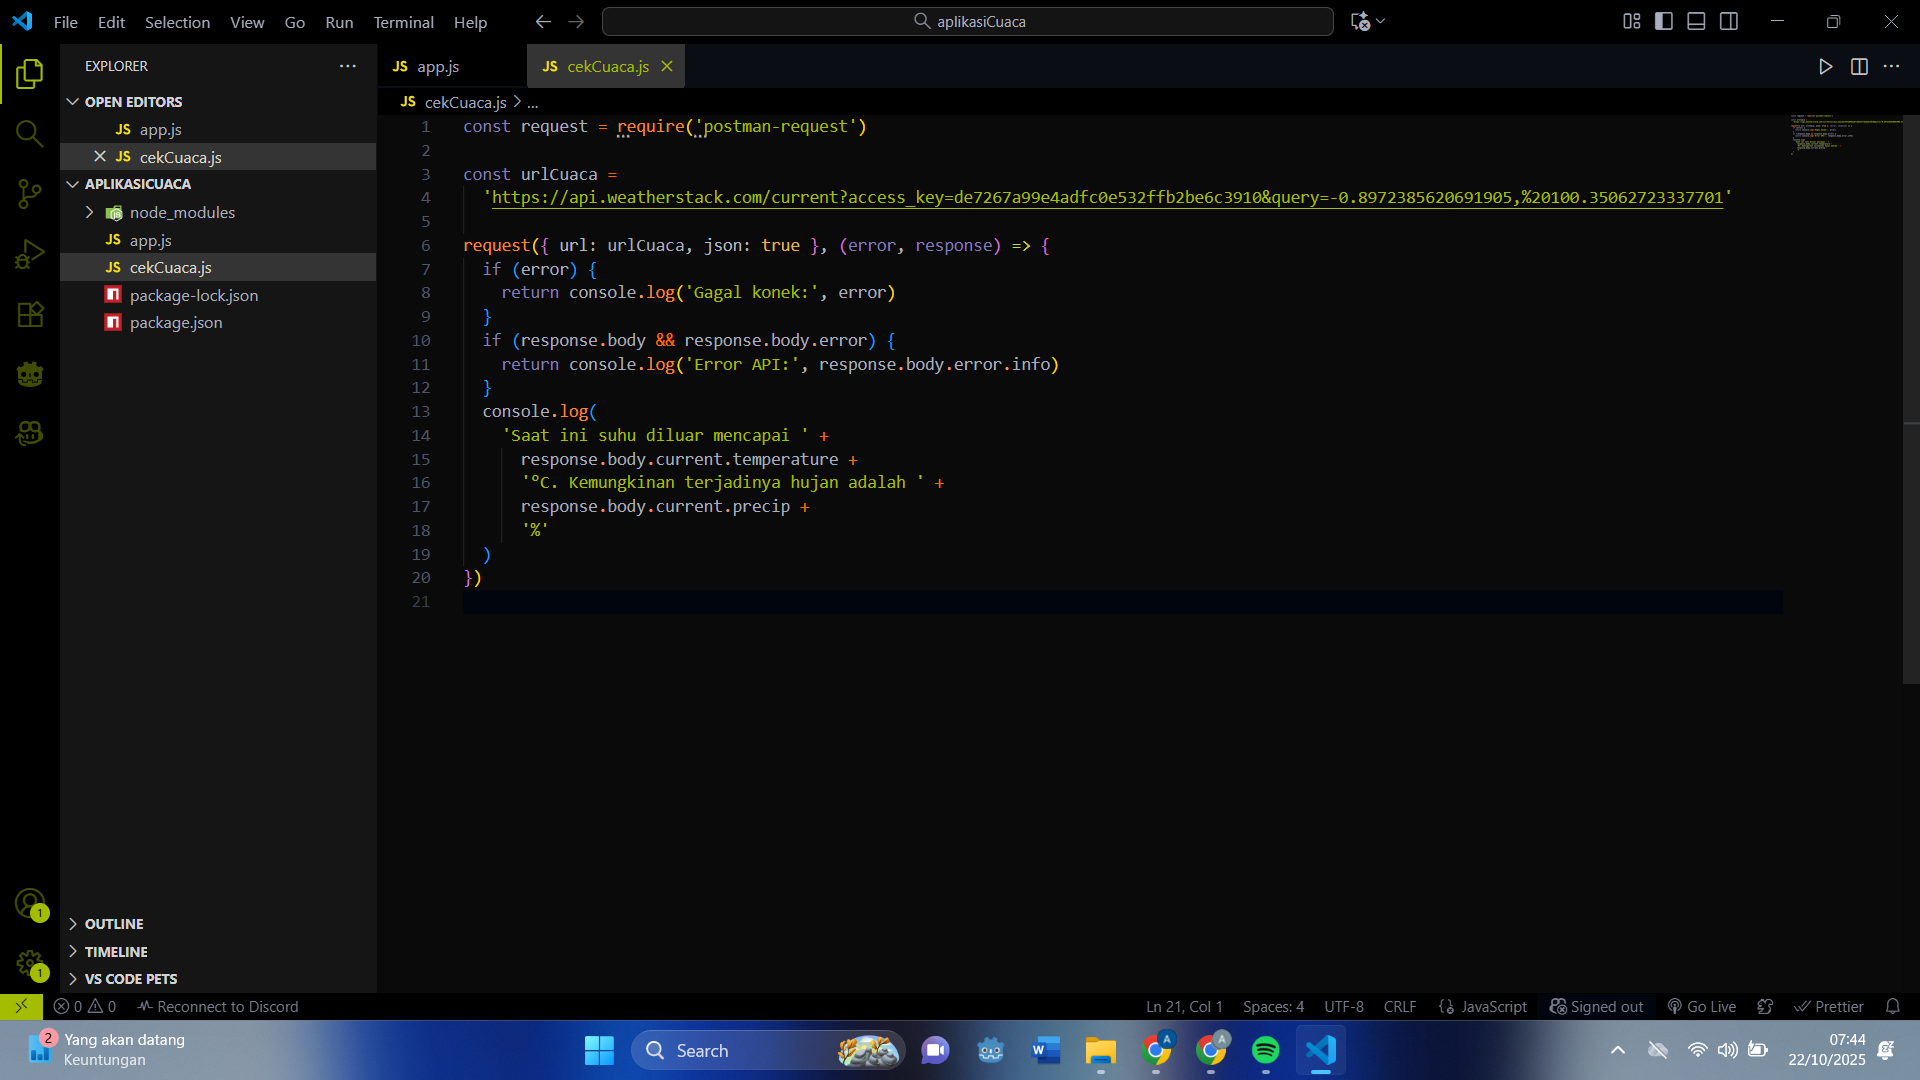 File Edit Selection View Go Run Terminal Help
aplikasiCuaca
EXPLORER
OPEN EDITORS
JS app.js
JS cekCuaca.js
APLIKASICUACA
node_modules
JS app.js
JS cekCuaca.js
package-lock.json
package.json
OUTLINE
TIMELINE
VS CODE PETS
JS app.js
JS cekCuaca.js
JS cekCuaca.js > ...
1 const request = require('postman-request')
2
3 const urlCuaca =
4 'https://api.weatherstack.com/current?access_key=de7267a99e4adfc0e532ffb2be6c3910&query=-0.8972385620691905,%20100.35062723337701'
5
6 request({ url: urlCuaca, json: true }, (error, response) => {
7 if (error) {
8 return console.log('Gagal konek:', error)
9 }
10 if (response.body && response.body.error) {
11 return console.log('Error API:', response.body.error.info)
12 }
13 console.log(
14 'Saat ini suhu diluar mencapai ' +
15 response.body.current.temperature +
16 '°C. Kemungkinan terjadinya hujan adalah ' +
17 response.body.current.precip +
18 '%'
19 )
20 })
21
1
1
0 0 Reconnect to Discord
Ln 21, Col 1 Spaces: 4 UTF-8 CRLF {} JavaScript Signed out Go Live Prettier
2
Yang akan datang
Keuntungan
Search
A
A
07:44
22/10/2025